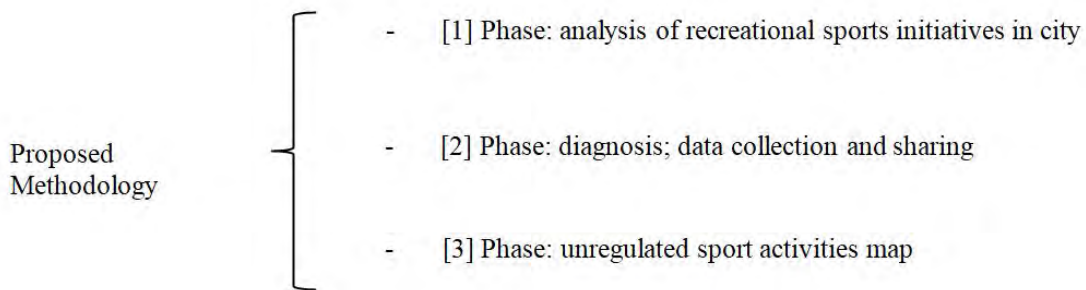 - [1] Phase: analysis of recreational sports initiatives in city
Proposed
Methodology
- [2] Phase: diagnosis; data collection and sharing
- [3] Phase: unregulated sport activities map